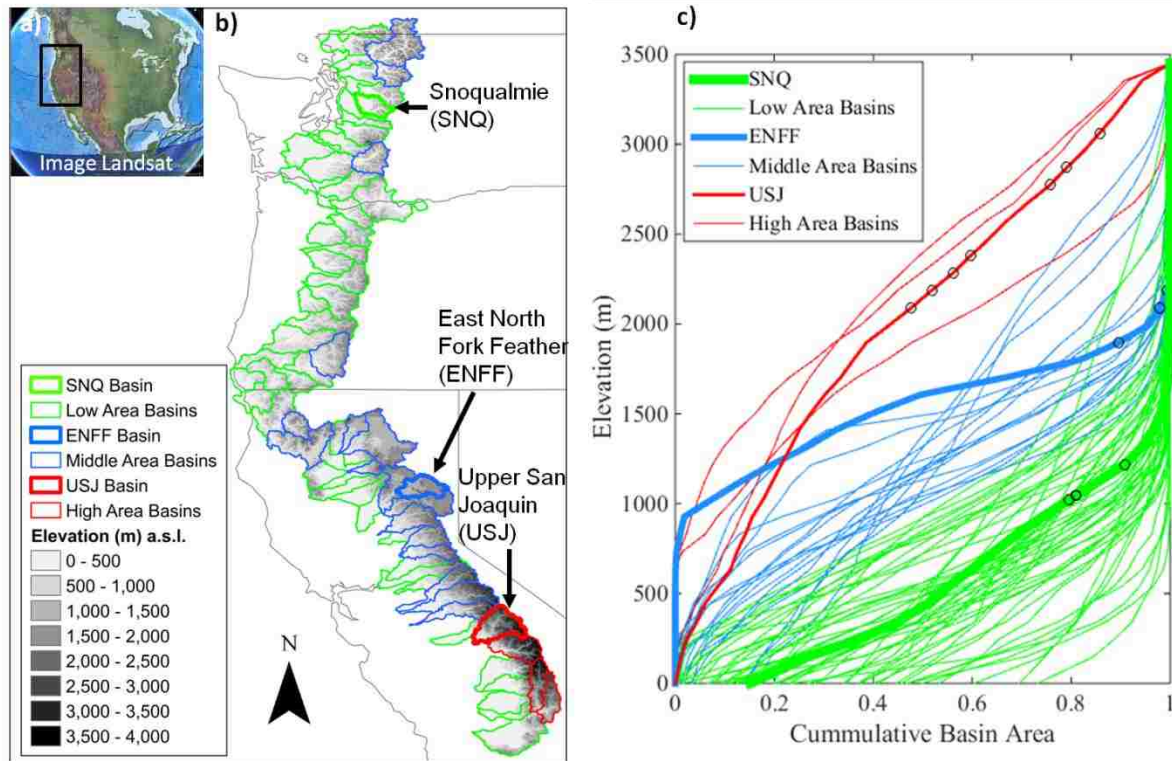 a)
Image Landsat
b)
Snoqualmie
(SNQ)
East North
Fork Feather
(ENFF)
Upper San
Joaquin
(USJ)
SNQ Basin
Low Area Basins
ENFF Basin
Middle Area Basins
USJ Basin
High Area Basins
Elevation (m) a.s.l.
0 - 500
500 - 1,000
1,000 - 1,500
1,500 - 2,000
2,000 - 2,500
2,500 - 3,000
3,000 - 3,500
3,500 - 4,000
N
c)
SNQ
Low Area Basins
ENFF
Middle Area Basins
USJ
High Area Basins
Elevation (m)
3500
3000
2500
2000
1500
1000
500
0
0 0.2 0.4 0.6 0.8 1
Cummulative Basin Area